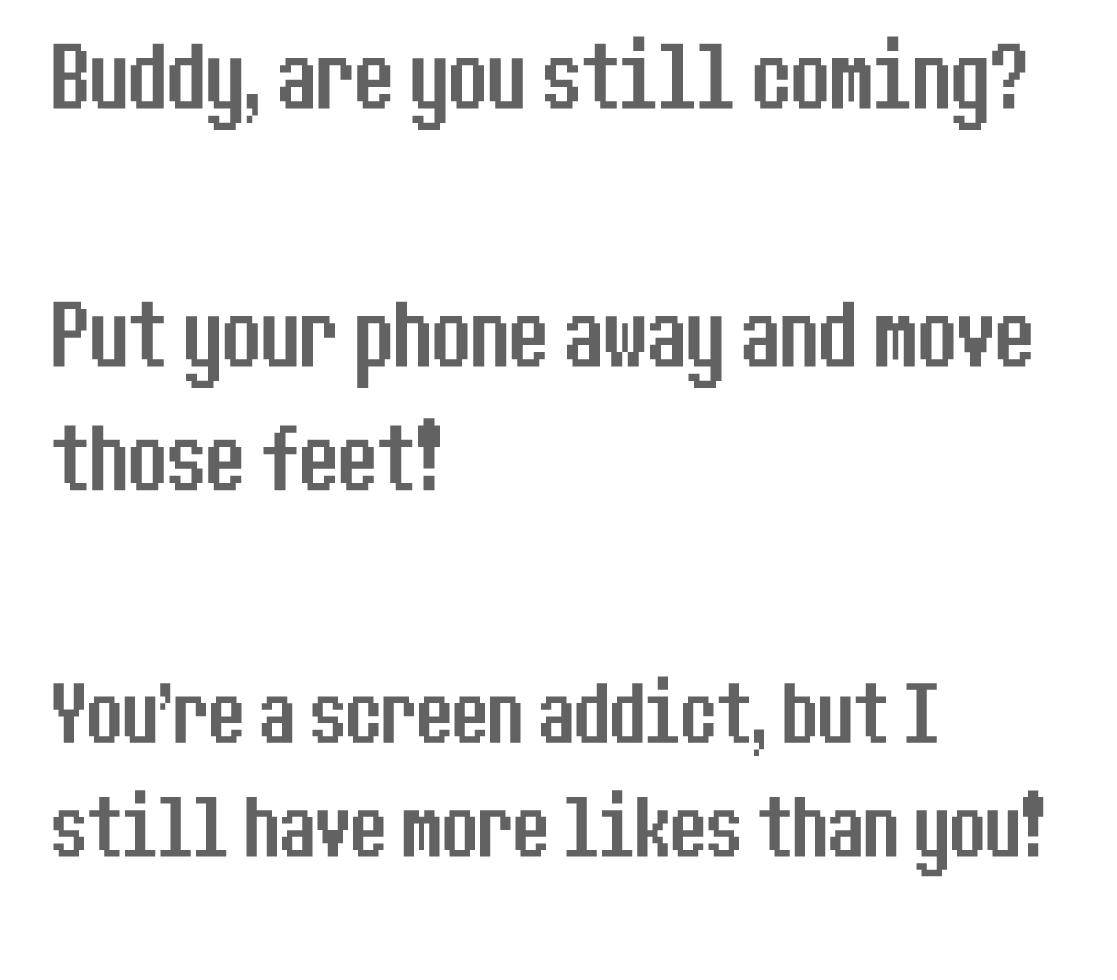 Buddy, are you still coming?
Put your phone away and move
those feet!
You’re a screen addict, but I
still have more likes than you!